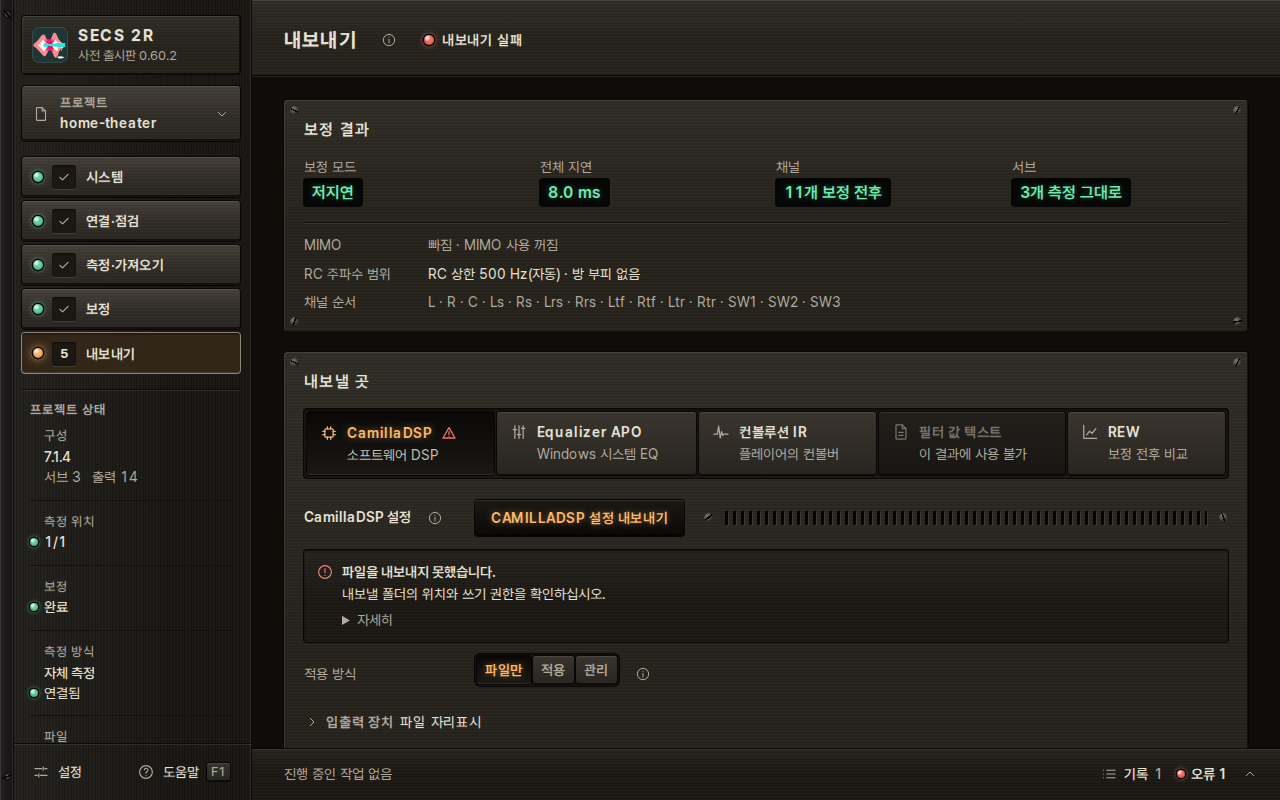 SECS 2R
사전 출시판 0.60.2
프로젝트
home-theater
시스템
연결·점검
측정·가져오기
보정
5 내보내기
프로젝트 상태
구성
7.1.4
서브 3 출력 14
측정 위치
1/1
보정
완료
측정 방식
자체 측정
연결됨
파일
설정
도움말 F1
내보내기
내보내기 실패
보정 결과
보정 모드
저지연
전체 지연
8.0 ms
채널
11개 보정 전후
서브
3개 측정 그대로
MIMO 빠짐 · MIMO 사용 꺼짐
RC 주파수 범위 RC 상한 500 Hz(자동) · 방 부피 없음
채널 순서 L · R · C · Ls · Rs · Lrs · Rrs · Ltf · Rtf · Ltr · Rtr · SW1 · SW2 · SW3
내보낼 곳
CamillaDSP
소프트웨어 DSP
Equalizer APO
Windows 시스템 EQ
컨볼루션 IR
플레이어의 컨볼버
필터 값 텍스트
이 결과에 사용 불가
REW
보정 전후 비교
CamillaDSP 설정
CAMILLADSP 설정 내보내기
파일을 내보내지 못했습니다.
내보낼 폴더의 위치와 쓰기 권한을 확인하십시오.
자세히
적용 방식 파일만 적용 관리
입출력 장치 파일 자리표시
진행 중인 작업 없음
기록 1 오류 1